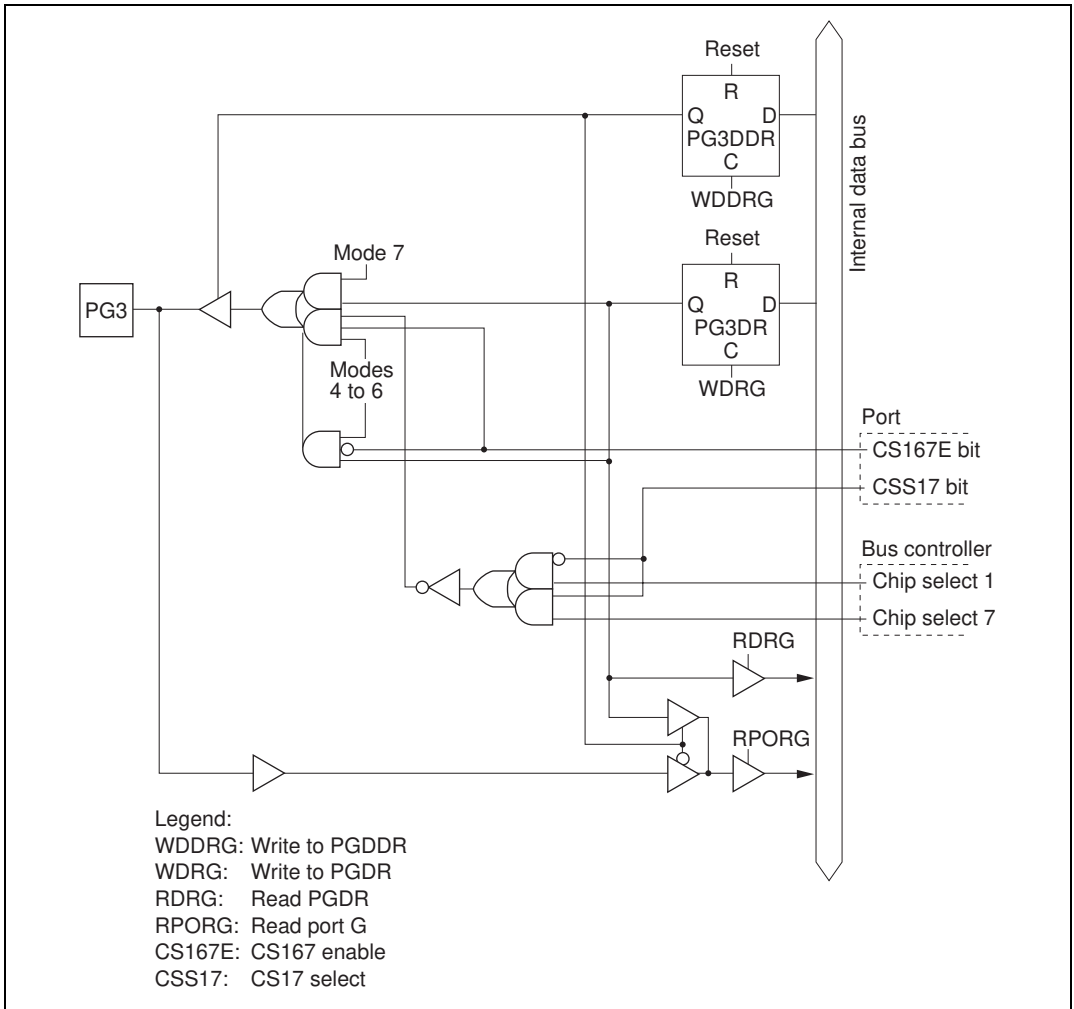 Reset
R
Q D
PG3DDR
C
WDDRG
Internal data bus
Reset
R
Q D
PG3DR
C
WDRG
Mode 7
PG3
Modes
4 to 6
Port
CS167E bit
CSS17 bit
Bus controller
Chip select 1
Chip select 7
RDRG
RPORG
Legend:
WDDRG: Write to PGDDR
WDRG: Write to PGDR
RDRG: Read PGDR
RPORG: Read port G
CS167E: CS167 enable
CSS17: CS17 select